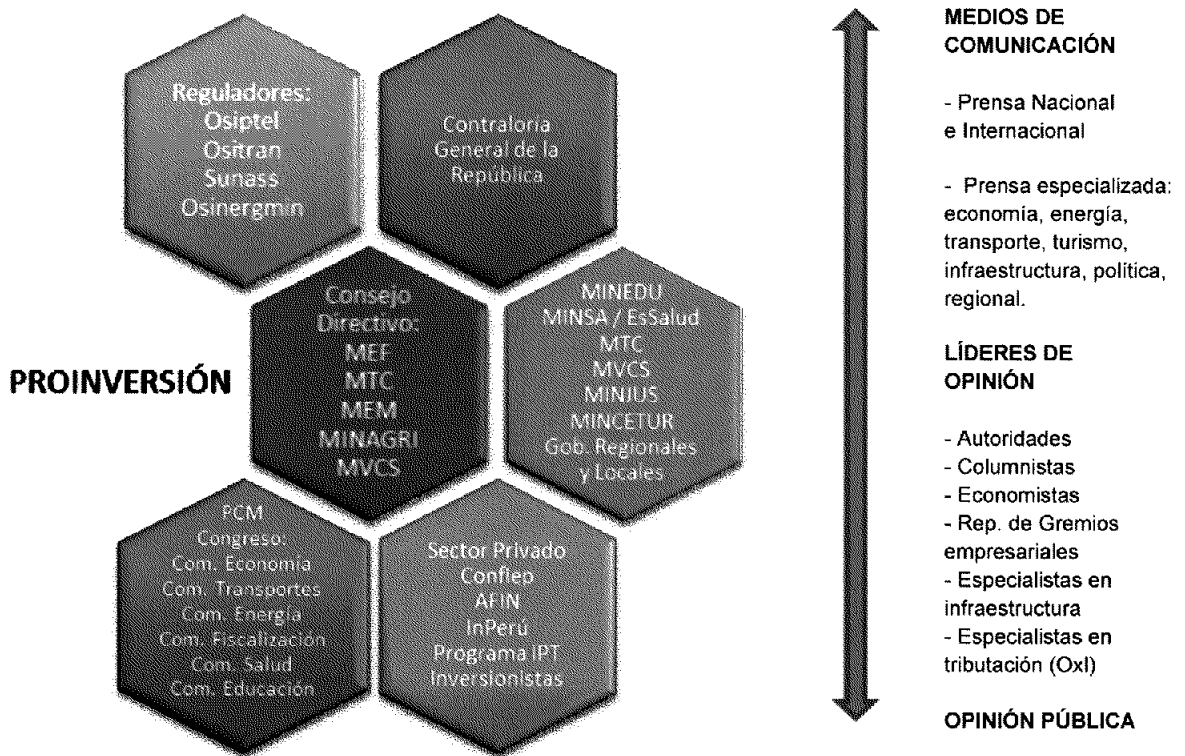 Reguladores:
Osiptel
Ositran
Sunass
Osinergmin
Contraloría
General de la
República
PROINVERSIÓN
Consejo
Directivo:
MEF
MTC
MEM
MINAGRI
MVCS
MINEDU
MINSA / EsSalud
MTC
MVCS
MINJUS
MINCETUR
Gob. Regionales
y Locales
PCM
Congreso:
Com. Economía
Com. Transportes
Com. Energía
Com. Fiscalización
Com. Salud
Com. Educación
Sector Privado
Confiep
AFIN
InPerú
Programa IPT
Inversionistas
MEDIOS DE
COMUNICACIÓN
- Prensa Nacional
e Internacional
- Prensa especializada:
economía, energía,
transporte, turismo,
infraestructura, política,
regional.
LÍDERES DE
OPINIÓN
- Autoridades
- Columnistas
- Economistas
- Rep. de Gremios
empresariales
- Especialistas en
infraestructura
- Especialistas en
tributación (OxI)
OPINIÓN PÚBLICA